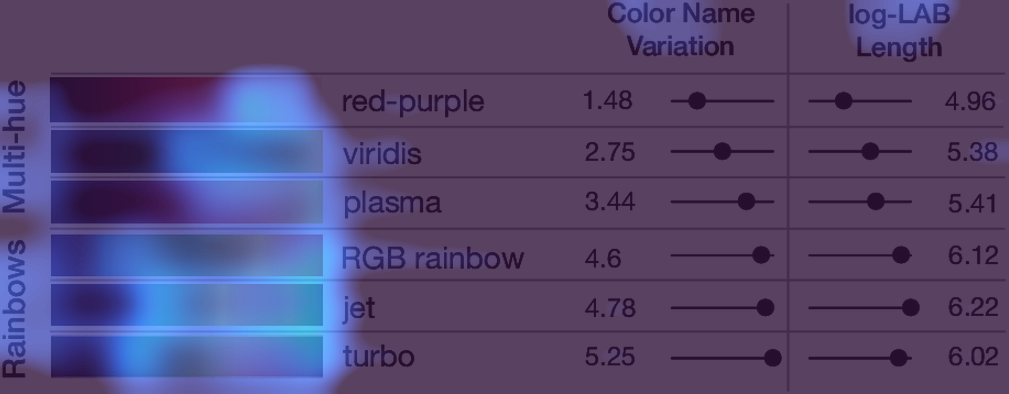 Color Name Variation
log-LAB Length
Multi-hue
red-purple 1.48 4.96
viridis 2.75 5.38
plasma 3.44 5.41
Rainbows
RGB rainbow 4.6 6.12
jet 4.78 6.22
turbo 5.25 6.02